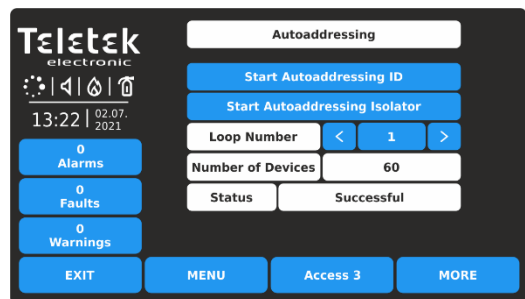 Teletek
electronic
13:22 02.07.
2021
0
Alarms
0
Faults
0
Warnings
Autoaddressing
Start Autoaddressing ID
Start Autoaddressing Isolator
Loop Number < 1 >
Number of Devices 60
Status Successful
EXIT MENU Access 3 MORE